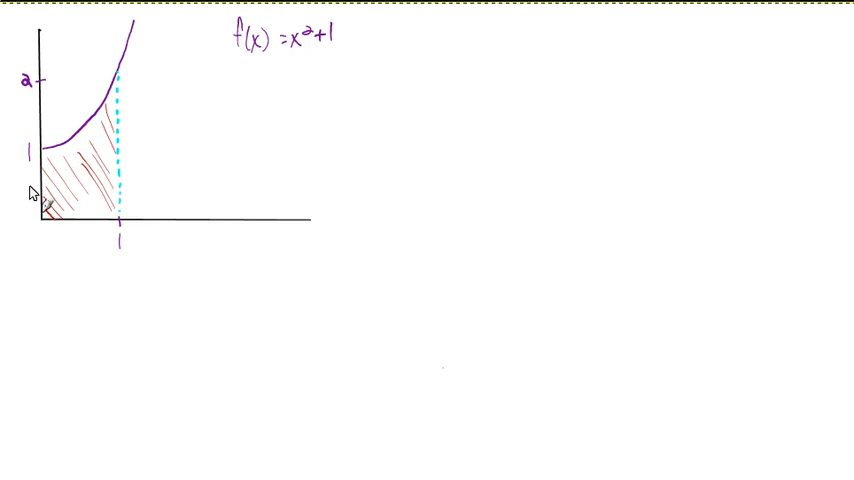 f(x) = x²+1
2
1
1